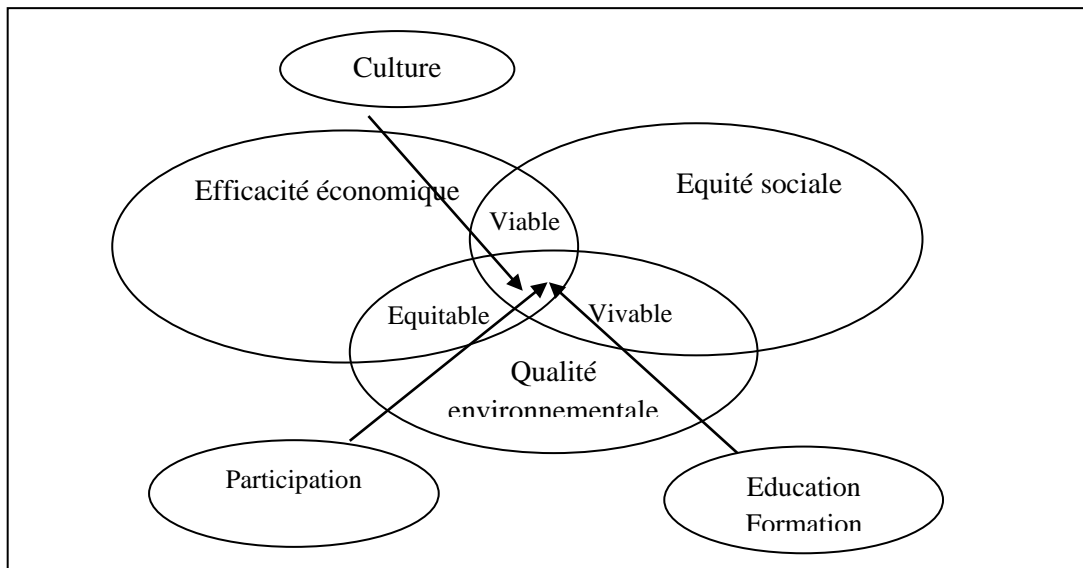 Culture
Efficacité économique
Equité sociale
Viable
Equitable
Vivable
Qualité
environnementale
Participation
Education
Formation